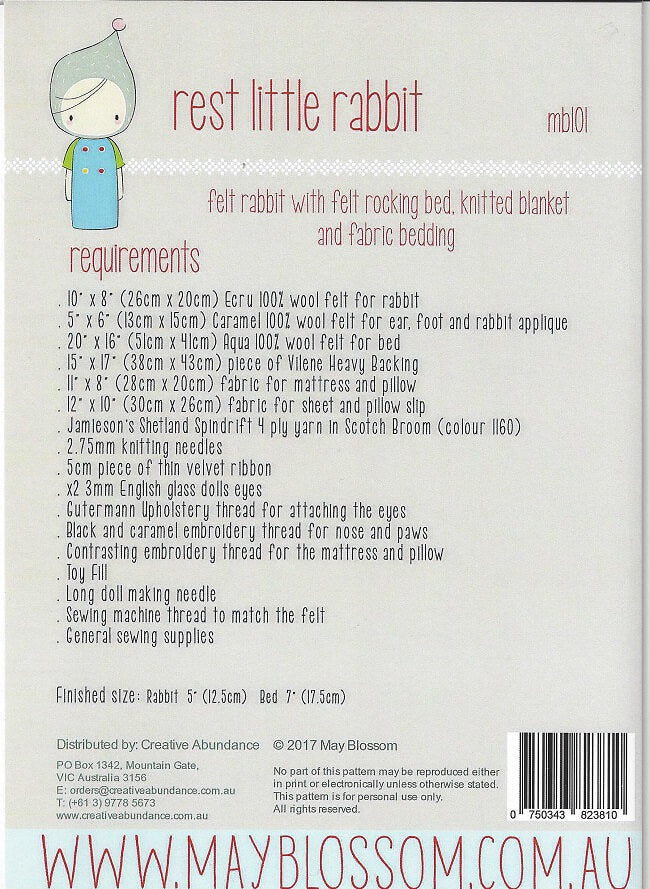 rest little rabbit
mb101
felt rabbit with felt rocking bed, knitted blanket
and fabric bedding
requirements
. 10" x 8" (26cm x 20cm) Ecru 100% wool felt for rabbit
. 5" x 6" (13cm x 15cm) Caramel 100% wool felt for ear, foot and rabbit applique
. 20" x 16" (51cm x 41cm) Aqua 100% wool felt for bed
. 15" x 17" (38cm x 43cm) piece of Vilene Heavy Backing
. 11" x 8" (28cm x 20cm) fabric for mattress and pillow
. 12" x 10" (30cm x 26cm) fabric for sheet and pillow slip
. Jamieson's Shetland Spindrift 4 ply yarn in Scotch Broom (colour 1160)
. 2.75mm knitting needles
. 5cm piece of thin velvet ribbon
. x2 3mm English glass dolls eyes
. Gutermann Upholstery thread for attaching the eyes
. Black and caramel embroidery thread for nose and paws
. Contrasting embroidery thread for the mattress and pillow
. Toy Fill
. Long doll making needle
. Sewing machine thread to match the felt
. General sewing supplies
Finished size: Rabbit 5" (12.5cm) Bed 7" (17.5cm)
Distributed by: Creative Abundance
PO Box 1342, Mountain Gate,
VIC Australia 3156
E: orders@creativeabundance.com.au
T: (+61 3) 9778 5673
www.creativeabundance.com.au
© 2017 May Blossom
No part of this pattern may be reproduced either
in print or electronically unless otherwise stated.
This pattern is for personal use only.
All rights reserved.
0 750343 823810
WWW.MAYBLOSSOM.COM.AU